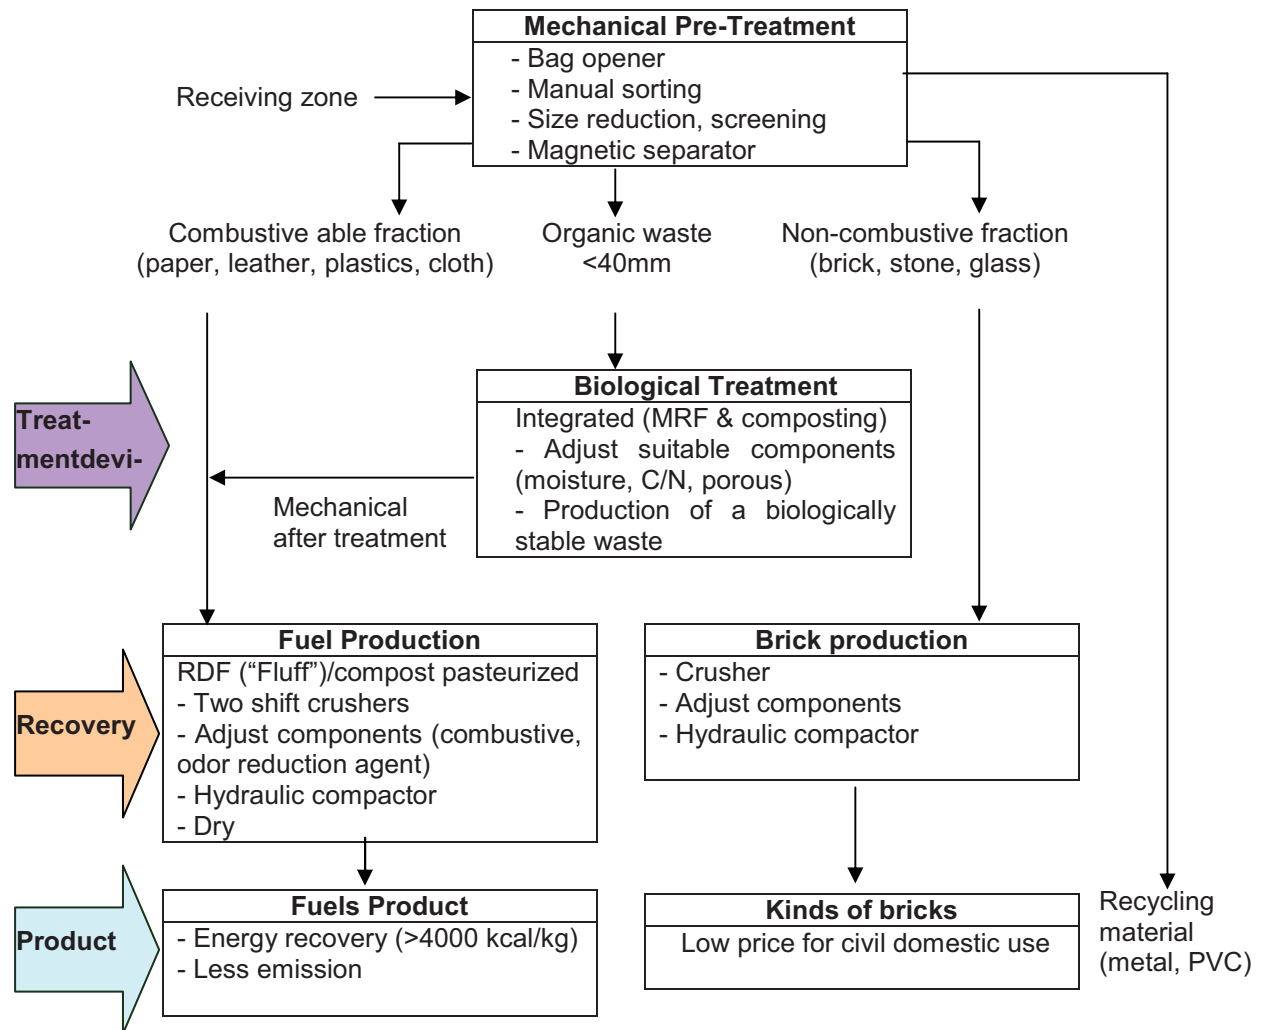 Mechanical Pre-Treatment
- Bag opener
- Manual sorting
- Size reduction, screening
- Magnetic separator
Receiving zone
Combustive able fraction
(paper, leather, plastics, cloth)
Organic waste
<40mm
Non-combustive fraction
(brick, stone, glass)
Treat-
mentdevi-
Biological Treatment
Integrated (MRF & composting)
- Adjust suitable components
(moisture, C/N, porous)
- Production of a biologically
stable waste
Mechanical
after treatment
Recovery
Fuel Production
RDF (“Fluff”)/compost pasteurized
- Two shift crushers
- Adjust components (combustive,
odor reduction agent)
- Hydraulic compactor
- Dry
Brick production
- Crusher
- Adjust components
- Hydraulic compactor
Product
Fuels Product
- Energy recovery (>4000 kcal/kg)
- Less emission
Kinds of bricks
Low price for civil domestic use
Recycling
material
(metal, PVC)